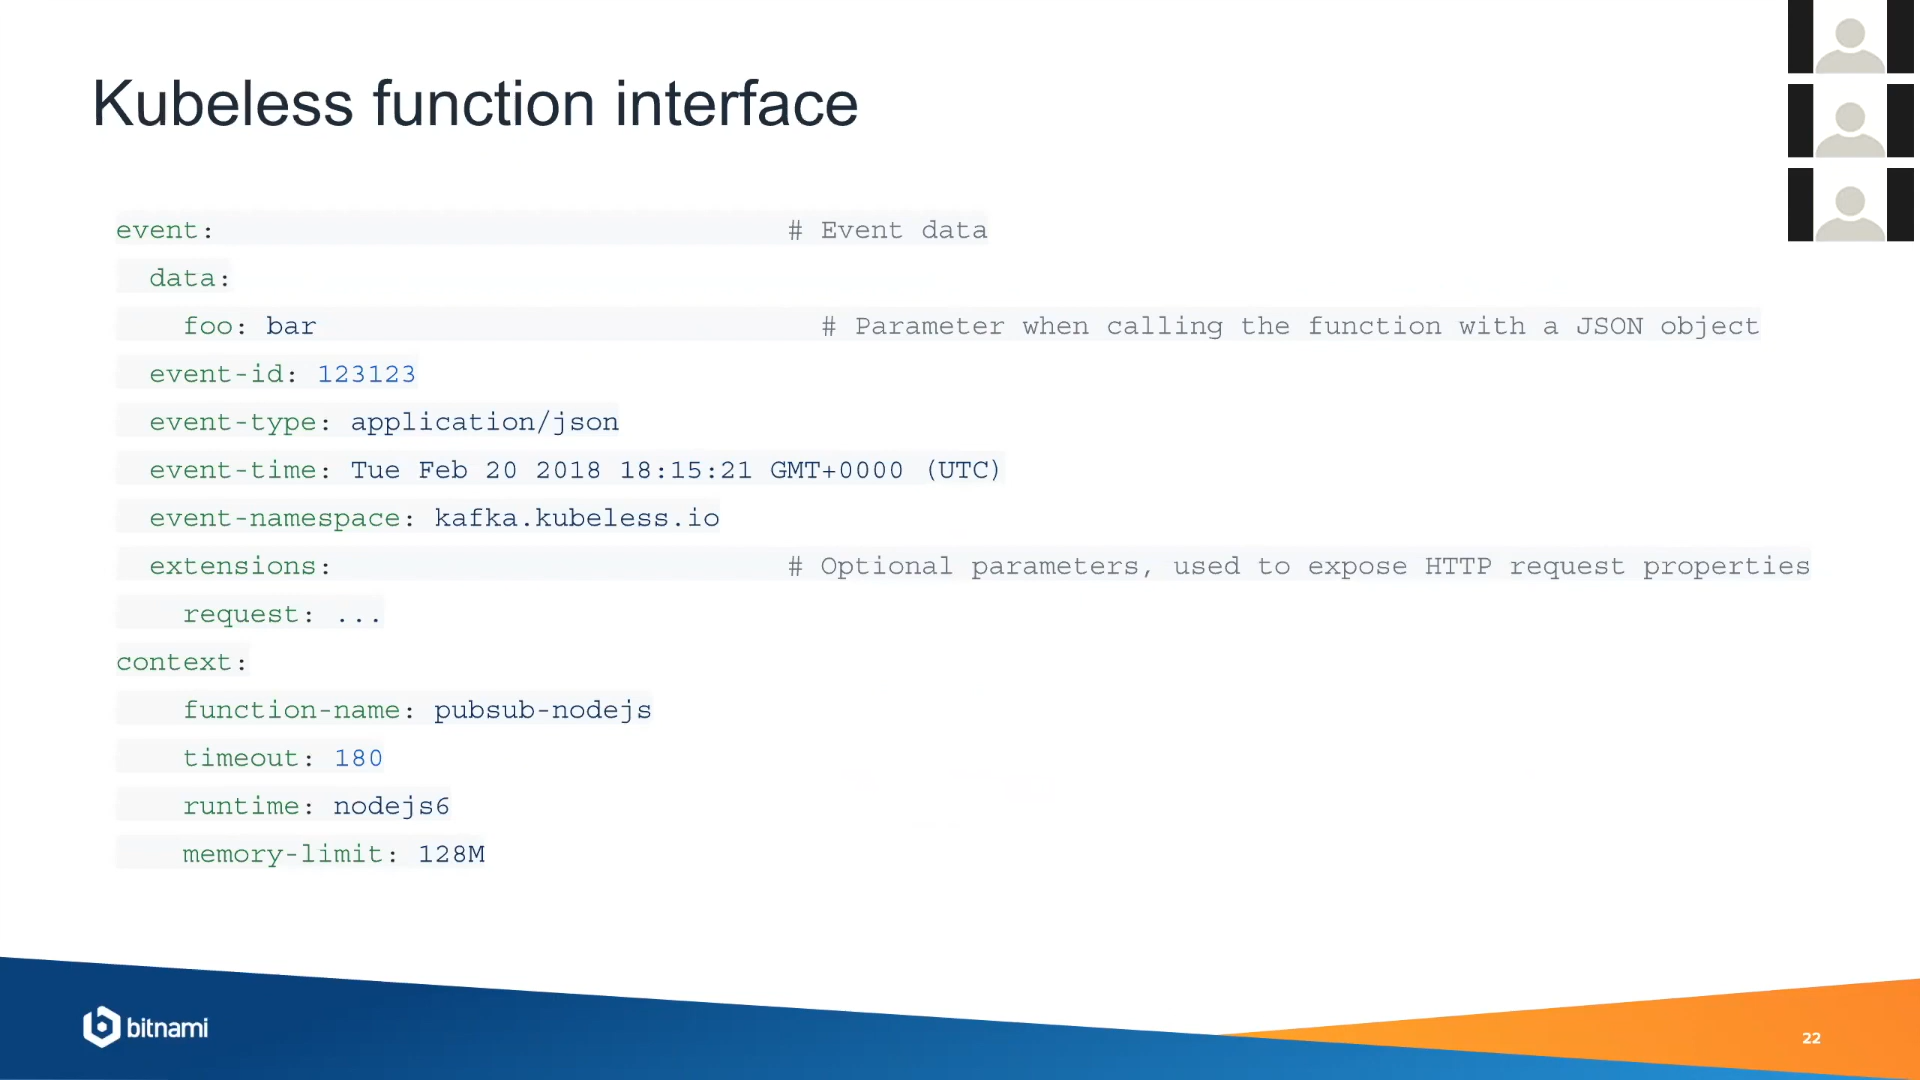 Kubeless function interface
event: # Event data
data:
foo: bar # Parameter when calling the function with a JSON object
event-id: 123123
event-type: application/json
event-time: Tue Feb 20 2018 18:15:21 GMT+0000 (UTC)
event-namespace: kafka.kubeless.io
extensions: # Optional parameters, used to expose HTTP request properties
request: ...
context:
function-name: pubsub-nodejs
timeout: 180
runtime: nodejs6
memory-limit: 128M
bitnami
22